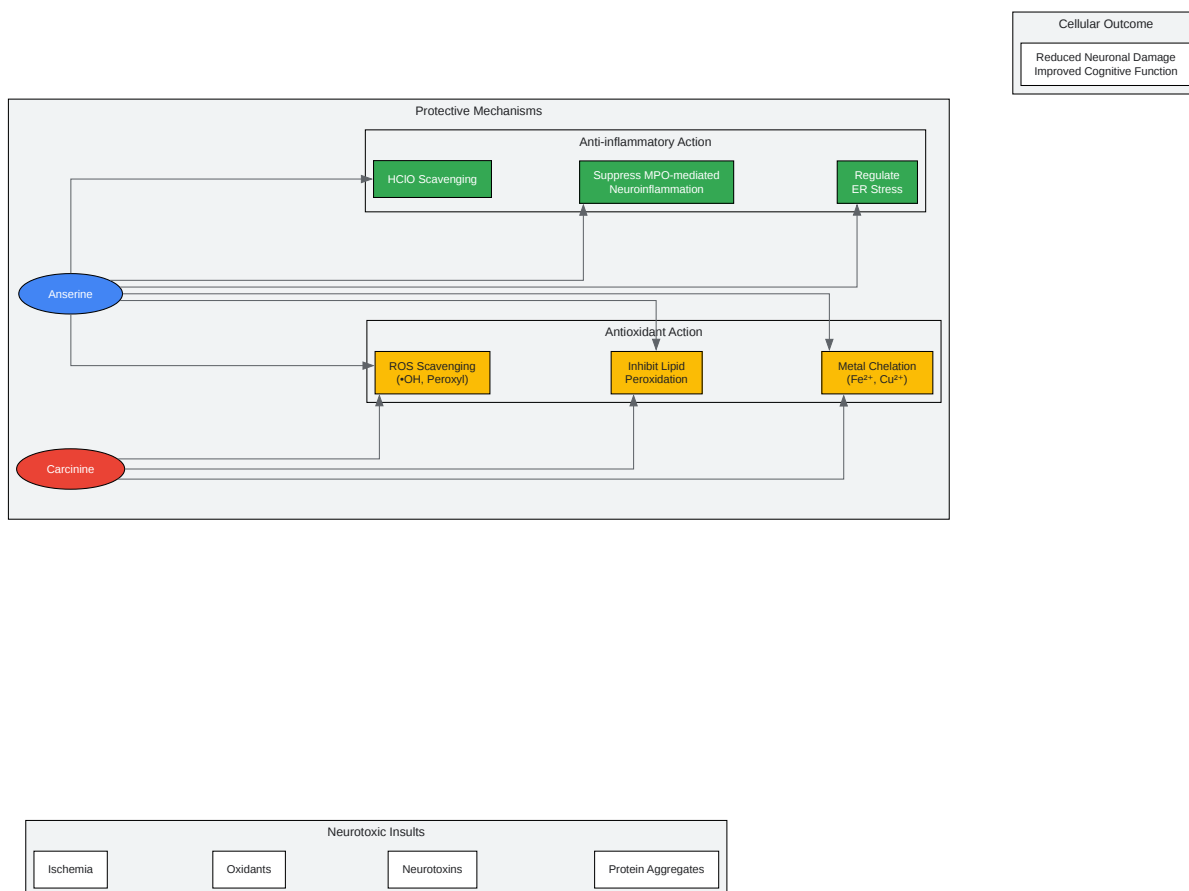 Cellular Outcome
Reduced Neuronal Damage
Improved Cognitive Function
Protective Mechanisms
Anti-inflammatory Action
HClO Scavenging
Suppress MPO-mediated
Neuroinflammation
Regulate
ER Stress
Anserine
Antioxidant Action
ROS Scavenging
(•OH, Peroxyl)
Inhibit Lipid
Peroxidation
Metal Chelation
(Fe²⁺, Cu²⁺)
Carcinine
Neurotoxic Insults
Ischemia
Oxidants
Neurotoxins
Protein Aggregates